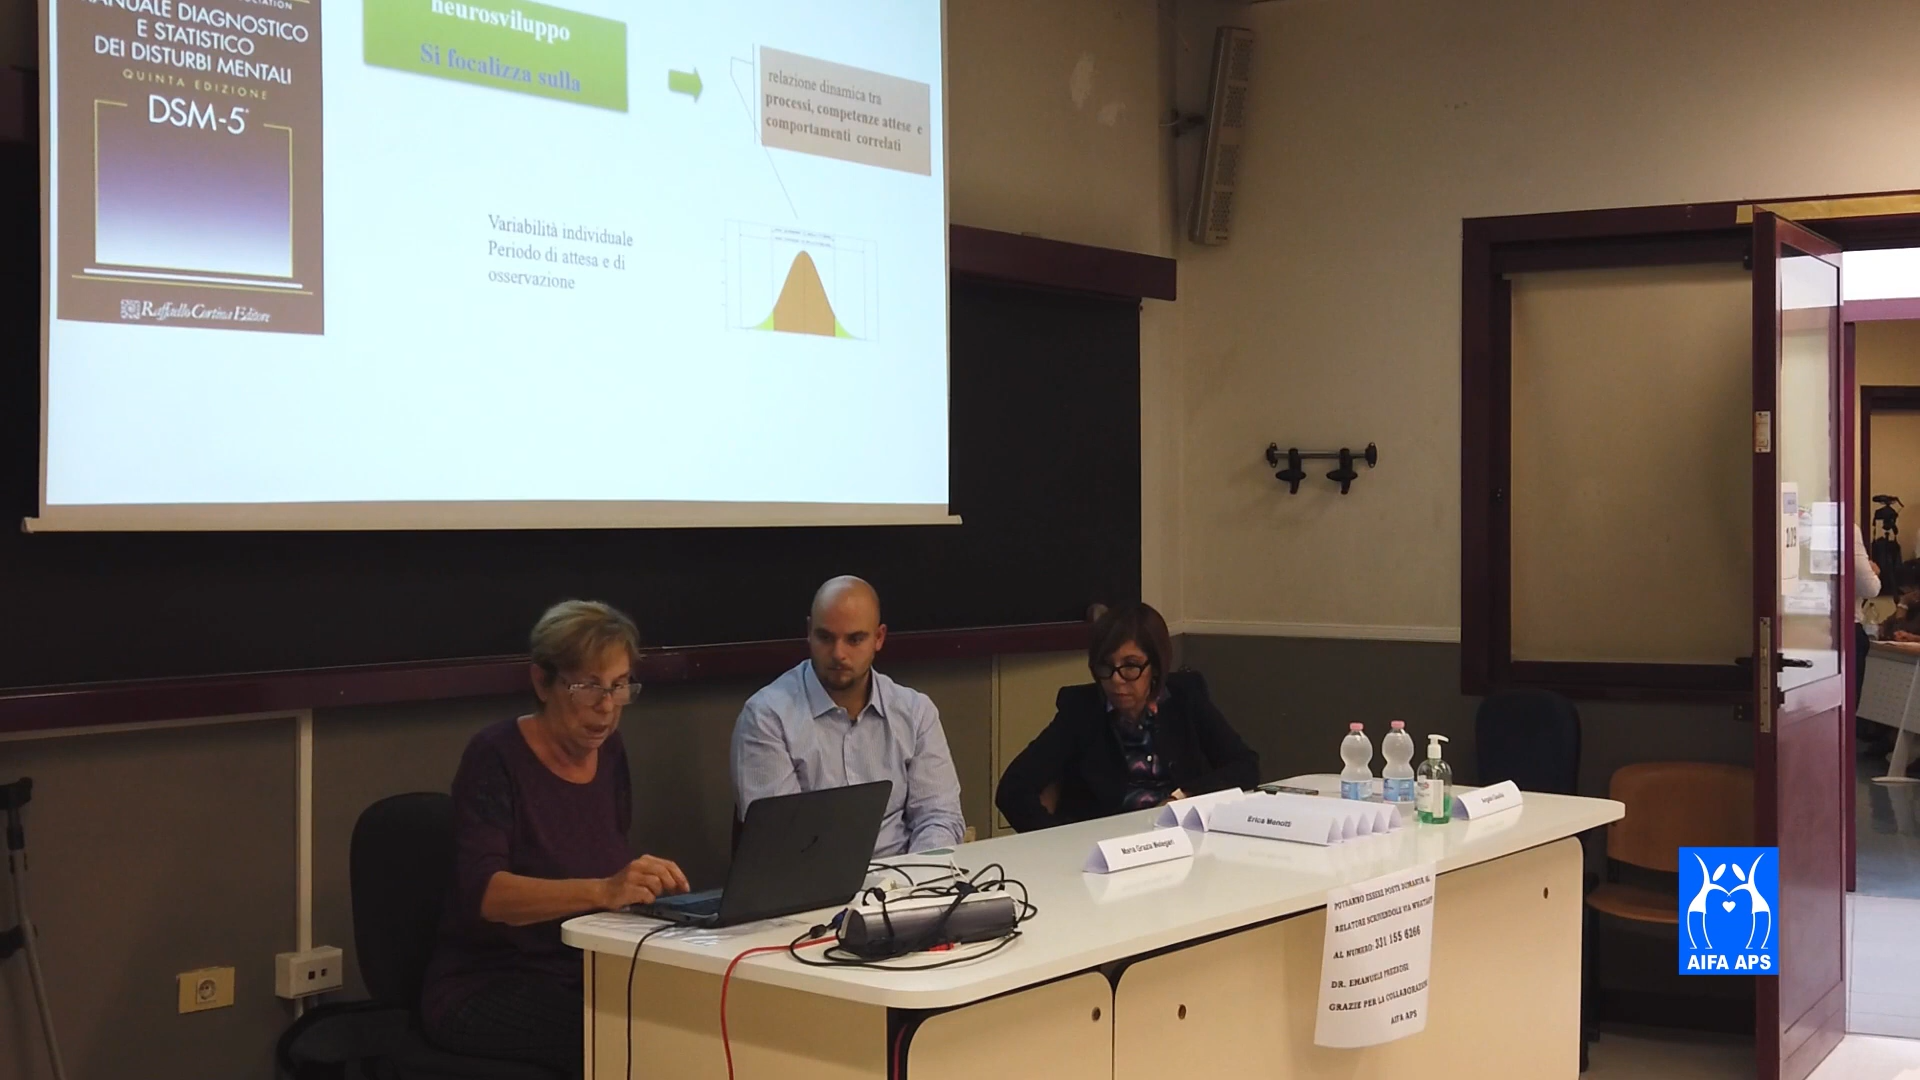 MANUALE DIAGNOSTICO
E STATISTICO
DEI DISTURBI MENTALI
QUINTA EDIZIONE
DSM-5
Raffaello Cortina Editore
neurosviluppo
Si focalizza sulla
relazione dinamica tra
processi, competenze attese e
comportamenti correlati
Variabilità individuale
Periodo di attesa e di
osservazione
Maria Grazia Melegari
Erica Menotti
POTRANNO ESSERE POSTE DOMANDE AL
RELATORE SCRIVENDOLE VIA WHATSAPP
AL NUMERO: 331 155 6266
DR. EMANUELE
GRAZIE PER LA COLLABORAZIONE
AIFA APS
AIFA APS